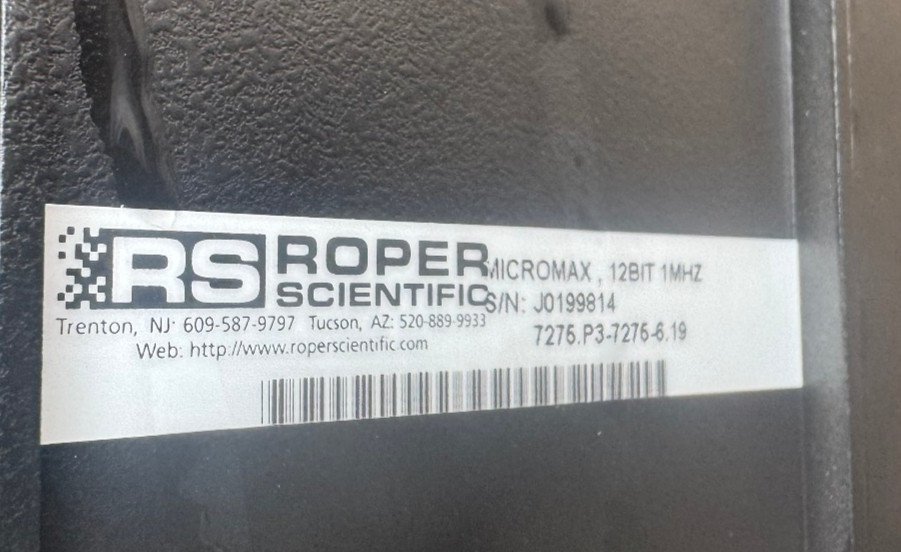 RS ROPER SCIENTIFIC
Trenton, NJ· 609-587-9797 Tucson, AZ: 520-889-9933
Web: http://www.roperscientific.com
MICROMAX , 12BIT 1MHZ
S/N: J0199814
7276.P3-7276-6.19